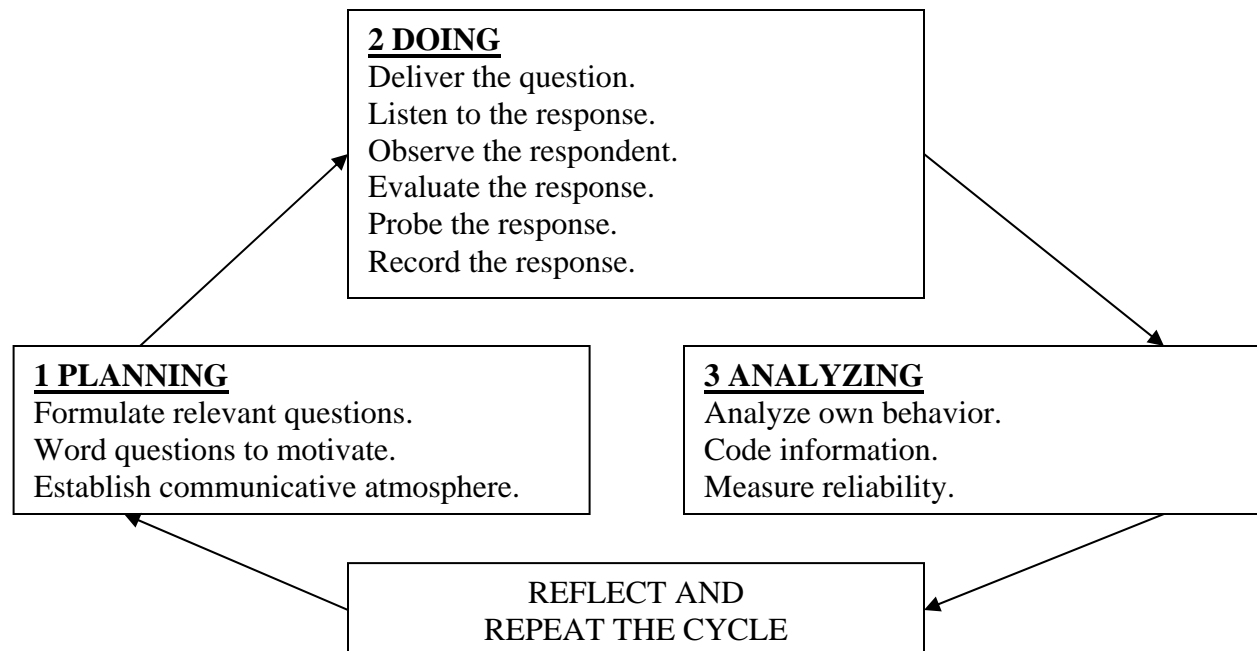 2 DOING
Deliver the question.
Listen to the response.
Observe the respondent.
Evaluate the response.
Probe the response.
Record the response.
1 PLANNING
Formulate relevant questions.
Word questions to motivate.
Establish communicative atmosphere.
3 ANALYZING
Analyze own behavior.
Code information.
Measure reliability.
REFLECT AND
REPEAT THE CYCLE